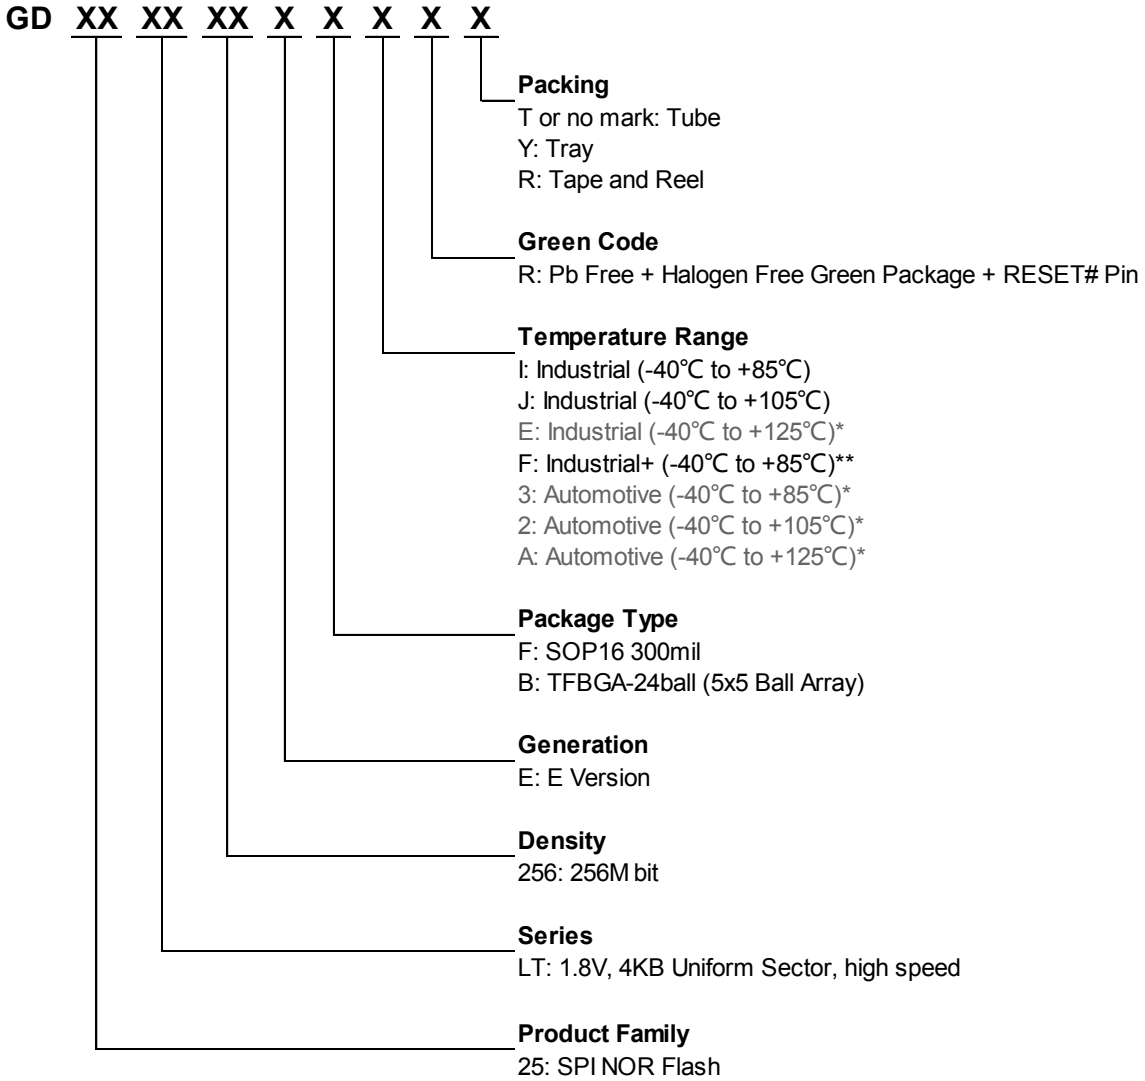 GD XX XX XX X X X X X
Packing
T or no mark: Tube
Y: Tray
R: Tape and Reel
Green Code
R: Pb Free + Halogen Free Green Package + RESET# Pin
Temperature Range
I: Industrial (-40℃ to +85℃)
J: Industrial (-40℃ to +105℃)
E: Industrial (-40℃ to +125℃)*
F: Industrial+ (-40℃ to +85℃)**
3: Automotive (-40℃ to +85℃)*
2: Automotive (-40℃ to +105℃)*
A: Automotive (-40℃ to +125℃)*
Package Type
F: SOP16 300mil
B: TFBGA-24ball (5x5 Ball Array)
Generation
E: E Version
Density
256: 256M bit
Series
LT: 1.8V, 4KB Uniform Sector, high speed
Product Family
25: SPI NOR Flash